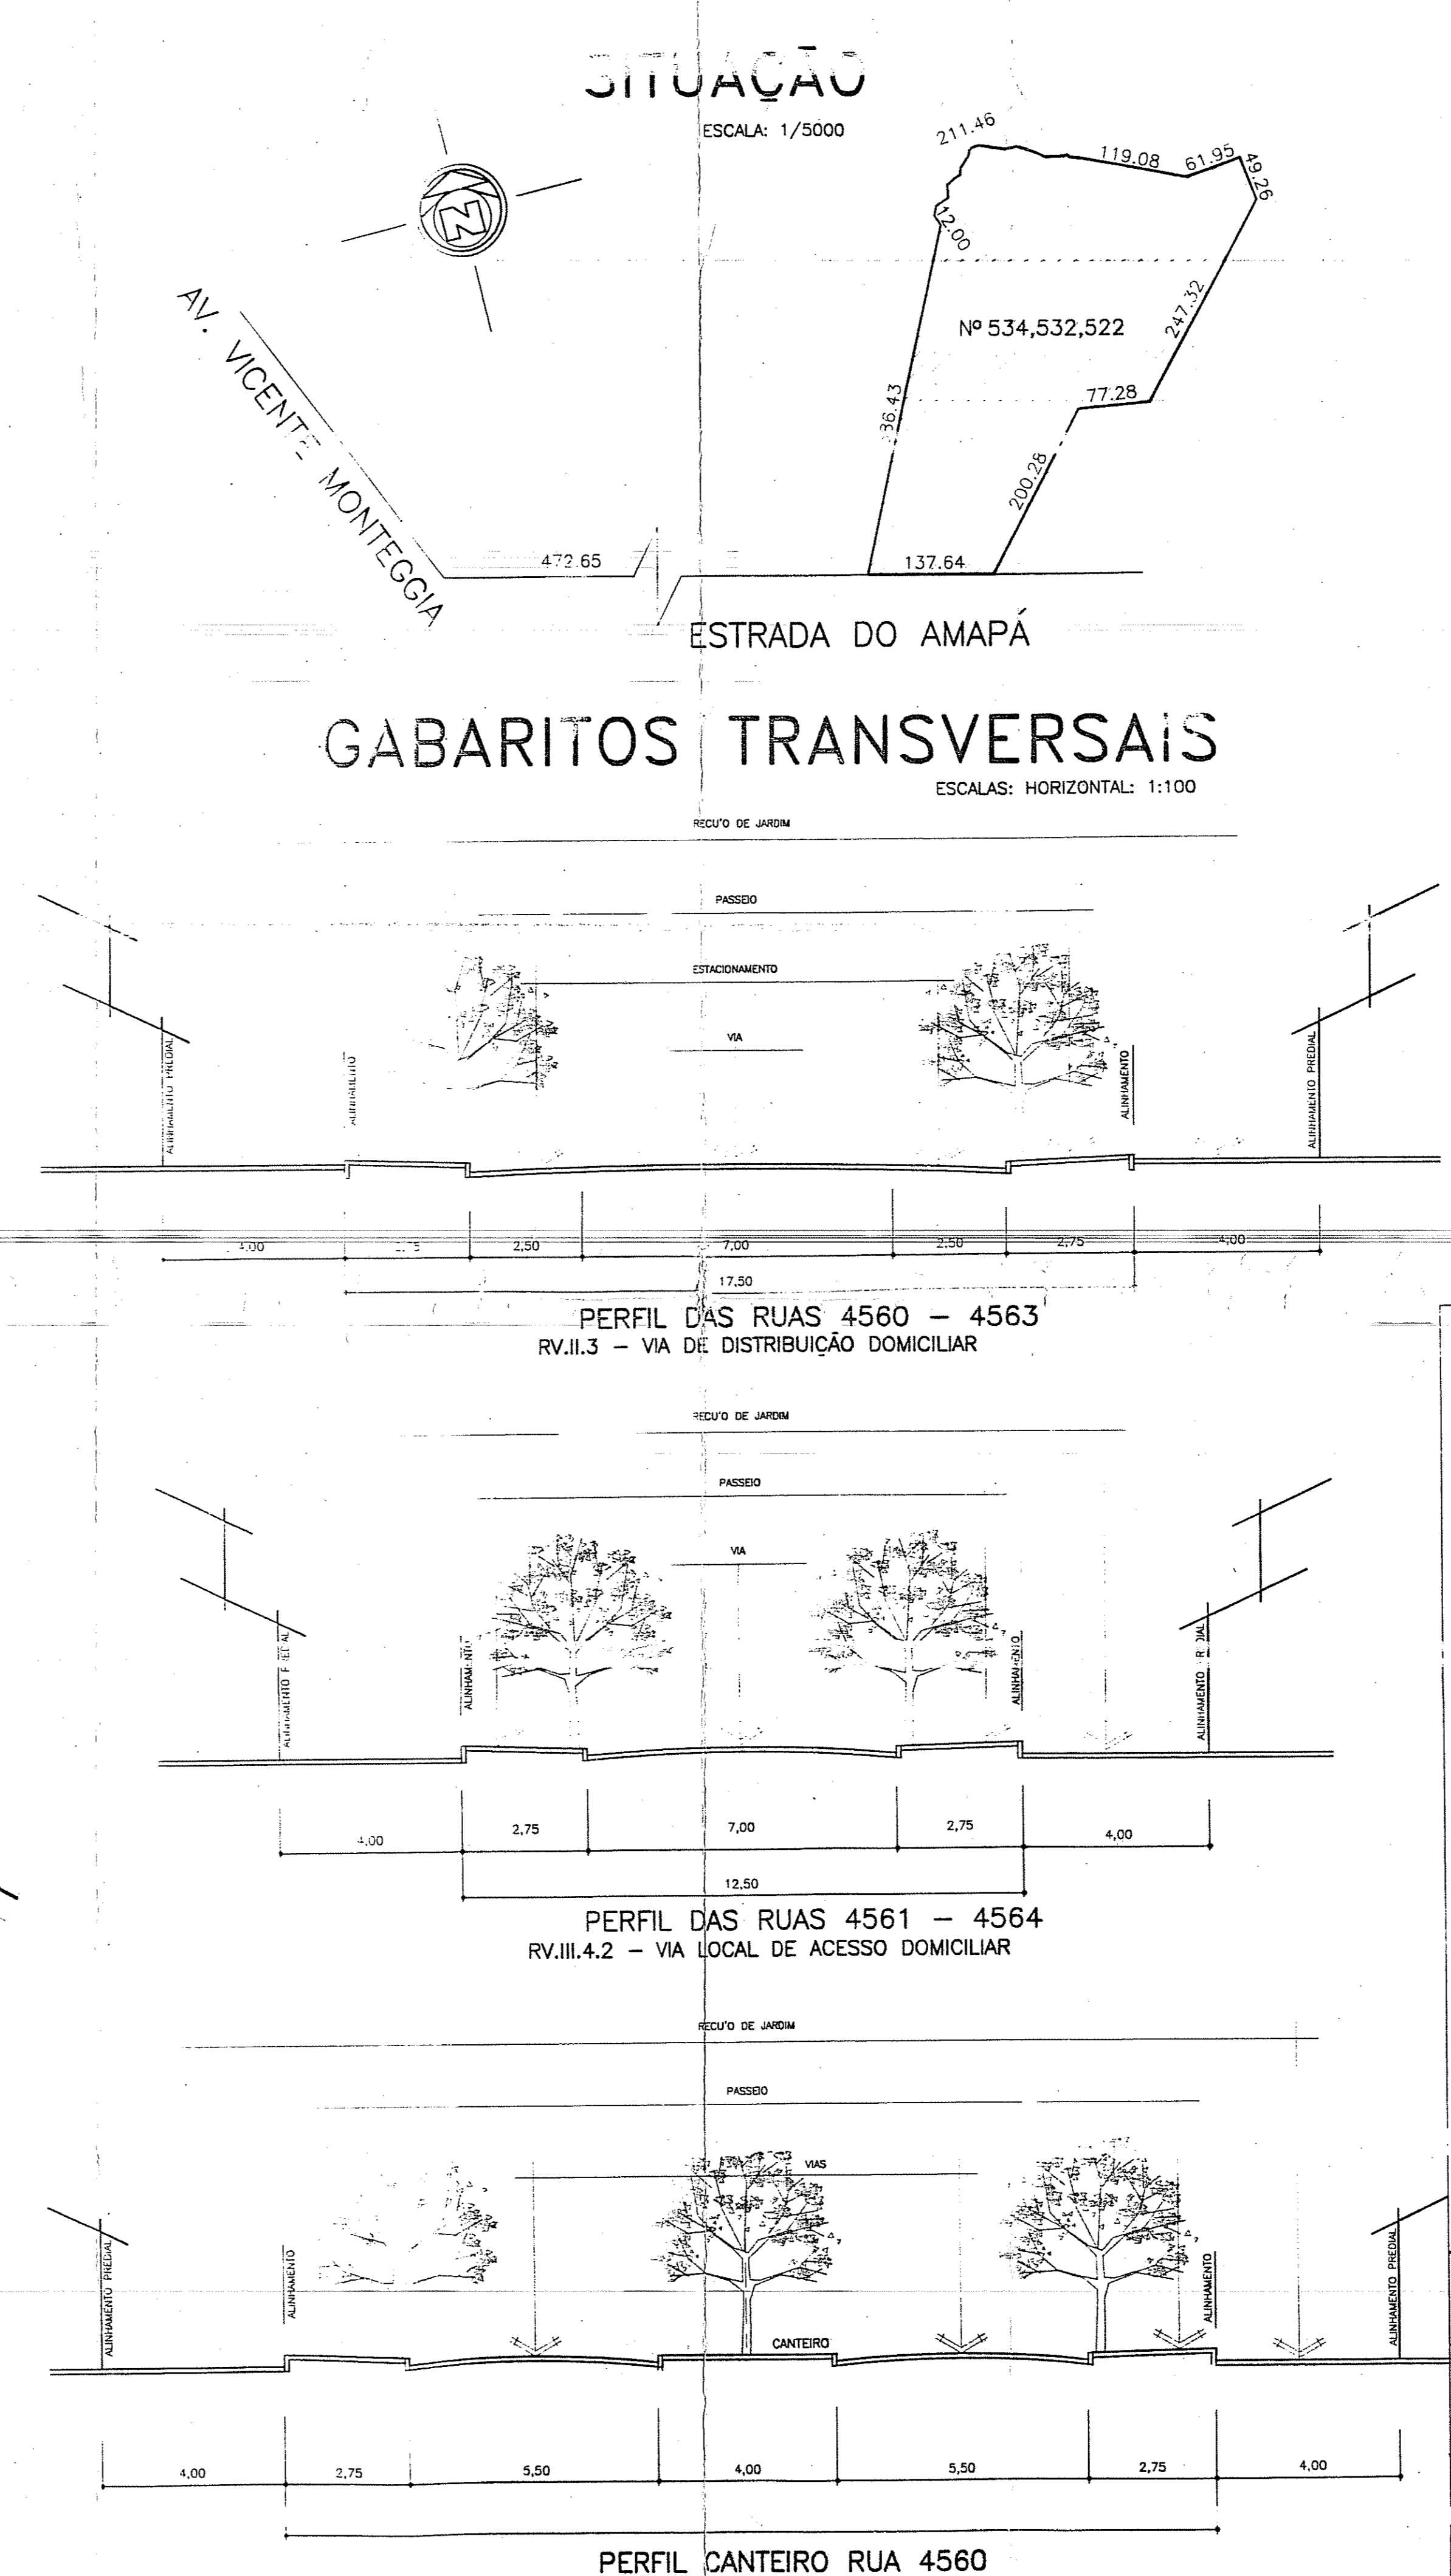 SITUAÇÃO
ESCALA: 1/5000
211.46
119.08
61.95
49.26
12.00
N
Nº 534,532,522
247.32
77.28
36.43
200.28
AV. VICENTE MONTEGGIA
472.65
137.64
ESTRADA DO AMAPÁ
GABARITOS TRANSVERSAIS
ESCALAS: HORIZONTAL: 1:100
RECU'O DE JARDIM
PASSEIO
ESTACIONAMENTO
VIA
ALINHAMENTO PREDIAL
ALINHAMENTO
ALINHAMENTO
ALINHAMENTO PREDIAL
4,00 2,50 7,00 2,50 2,75 4,00
17,50
PERFIL DAS RUAS 4560 – 4563
RV.II.3 – VIA DE DISTRIBUIÇÃO DOMICILIAR
RECU'O DE JARDIM
PASSEIO
VIA
ALINHAMENTO
ALINHAMENTO
ALINHAMENTO
ALINHAMENTO
4,00 2,75 7,00 2,75 4,00
12,50
PERFIL DAS RUAS 4561 – 4564
RV.III.4.2 – VIA LOCAL DE ACESSO DOMICILIAR
RECU'O DE JARDIM
PASSEIO
VIAS
ALINHAMENTO PREDIAL
ALINHAMENTO
CANTEIRO
ALINHAMENTO
ALINHAMENTO PREDIAL
4,00 2,75 5,50 4,00 5,50 2,75 4,00
PERFIL CANTEIRO RUA 4560